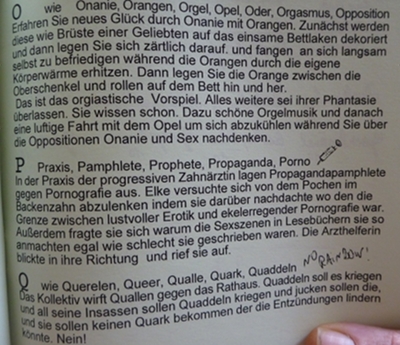 O wie Onanie, Orangen, Orgel, Opel, Oder, Orgasmus, Opposition
Erfahren Sie neues Glück durch Onanie mit Orangen. Zunächst werden
diese wie Brüste einer Geliebten auf das einsame Bettlaken dekoriert
und dann legen Sie sich zärtlich darauf. und fangen an sich langsam
selbst zu befriedigen während die Orangen durch die eigene
Körperwärme erhitzen. Dann legen Sie die Orange zwischen die
Oberschenkel und rollen auf dem Bett hin und her.
Das ist das orgiastische Vorspiel. Alles weitere sei ihrer Phantasie
überlassen. Sie wissen schon. Dazu schöne Orgelmusik und danach
eine luftige Fahrt mit dem Opel um sich abzukühlen während Sie über
die Oppositionen Onanie und Sex nachdenken.
P Praxis, Pamphlete, Prophete, Propaganda, Porno
In der Praxis der progressiven Zahnärztin lagen Propagandapamphlete
gegen Pornografie aus. Elke versuchte sich von dem Pochen im
Backenzahn abzulenken indem sie darüber nachdachte wo den die
Grenze zwischen lustvoller Erotik und ekelerregender Pornografie war.
Außerdem fragte sie sich warum die Sexszenen in Lesebüchern sie so
anmachten egal wie schlecht sie geschrieben waren. Die Arzthelferin
blickte in ihre Richtung und rief sie auf.
Q wie Querelen, Queer, Qualle, Quark, Quaddeln NO RAINBOW!
Das Kollektiv wirft Quallen gegen das Rathaus. Quaddeln soll es kriegen
und all seine Insassen sollen Quaddeln kriegen und jucken sollen die,
und sie sollen keinen Quark bekommen der die Entzündungen lindern
könnte. Nein!